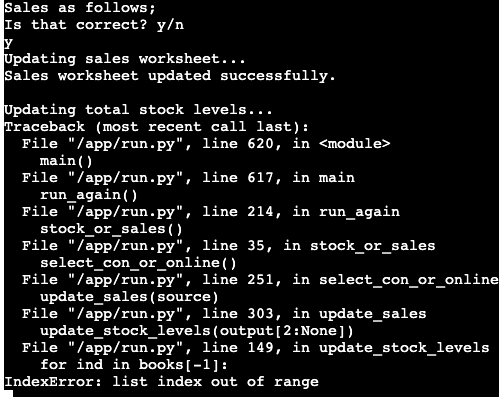 Sales as follows;
Is that correct? y/n
y
Updating sales worksheet...
Sales worksheet updated successfully.

Updating total stock levels...
Traceback (most recent call last):
  File "/app/run.py", line 620, in <module>
    main()
  File "/app/run.py", line 617, in main
    run_again()
  File "/app/run.py", line 214, in run_again
    stock_or_sales()
  File "/app/run.py", line 35, in stock_or_sales
    select_con_or_online()
  File "/app/run.py", line 251, in select_con_or_online
    update_sales(source)
  File "/app/run.py", line 303, in update_sales
    update_stock_levels(output[2:None])
  File "/app/run.py", line 149, in update_stock_levels
    for ind in books[-1]:
IndexError: list index out of range